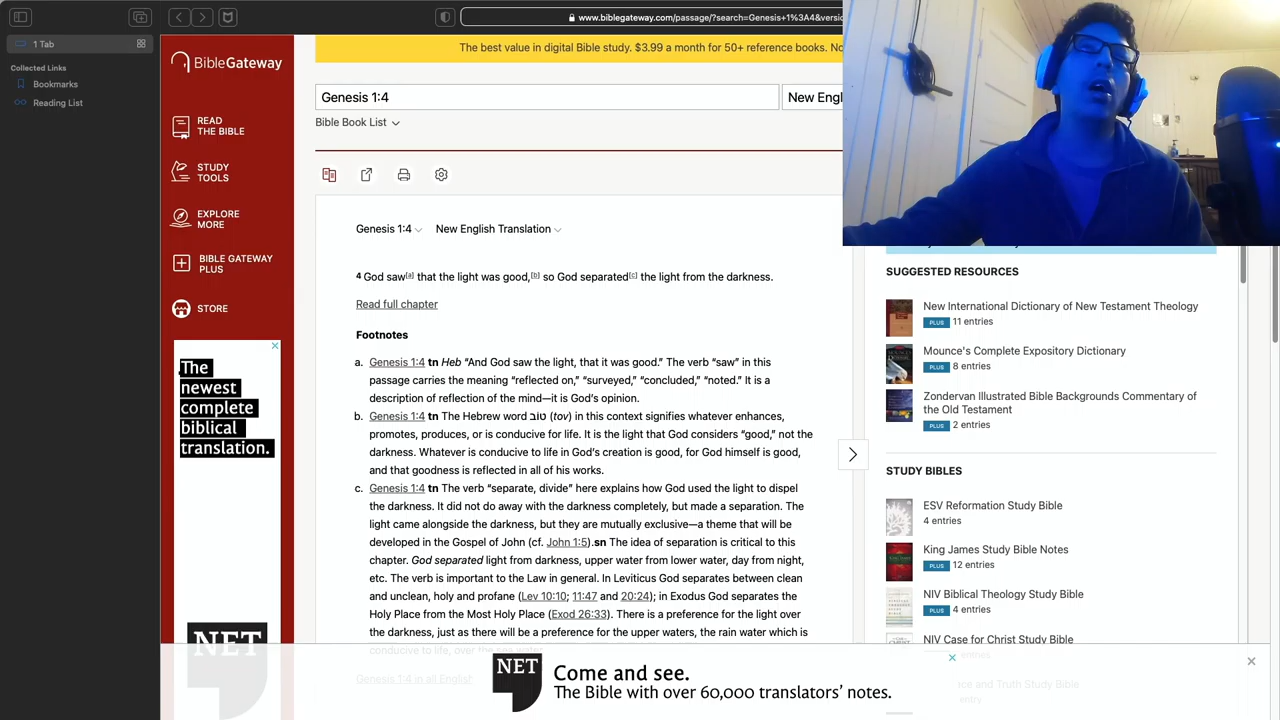 1 Tab
Collected Links
Bookmarks
Reading List
www.biblegateway.com/passage/?search=Genesis+1%3A4&versi
BibleGateway
READ
THE BIBLE
STUDY
TOOLS
EXPLORE
MORE
BIBLE GATEWAY
PLUS
STORE
The
newest
complete
biblical
translation.
NET
The best value in digital Bible study. $3.99 a month for 50+ reference books.
Genesis 1:4
New Engl
Bible Book List
Genesis 1:4
New English Translation
4 God saw[a] that the light was good,[b] so God separated[c] the light from the darkness.
Read full chapter
Footnotes
a. Genesis 1:4 tn Heb “And God saw the light, that it was good.” The verb “saw” in this
passage carries the meaning “reflected on,” “surveyed,” “concluded,” “noted.” It is a
description of reflection of the mind—it is God’s opinion.
b. Genesis 1:4 tn The Hebrew word טוֹב (tov) in this context signifies whatever enhances,
promotes, produces, or is conducive for life. It is the light that God considers “good,” not the
darkness. Whatever is conducive to life in God’s creation is good, for God himself is good,
and that goodness is reflected in all of his works.
c. Genesis 1:4 tn The verb “separate, divide” here explains how God used the light to dispel
the darkness. It did not do away with the darkness completely, but made a separation. The
light came alongside the darkness, but they are mutually exclusive—a theme that will be
developed in the Gospel of John (cf. John 1:5).sn The idea of separation is critical to this
chapter. God separated light from darkness, upper water from lower water, day from night,
etc. The verb is important to the Law in general. In Leviticus God separates between clean
and unclean, holy and profane (Lev 10:10; 11:47 and 20:24); in Exodus God separates the
Holy Place from the Most Holy Place (Exod 26:33). There is a preference for the light over
the darkness, just as there will be a preference for the upper waters, the rain water which is
conducive to life, over the sea water.
Genesis 1:4 in all English
SUGGESTED RESOURCES
New International Dictionary of New Testament Theology
PLUS 11 entries
Mounce's Complete Expository Dictionary
PLUS 8 entries
Zondervan Illustrated Bible Backgrounds Commentary of
the Old Testament
PLUS 2 entries
STUDY BIBLES
ESV Reformation Study Bible
4 entries
King James Study Bible Notes
PLUS 12 entries
NIV Biblical Theology Study Bible
PLUS 4 entries
NIV Case for Christ Study Bible
entries
and Truth Study Bible
entry
NET
Come and see.
The Bible with over 60,000 translators’ notes.